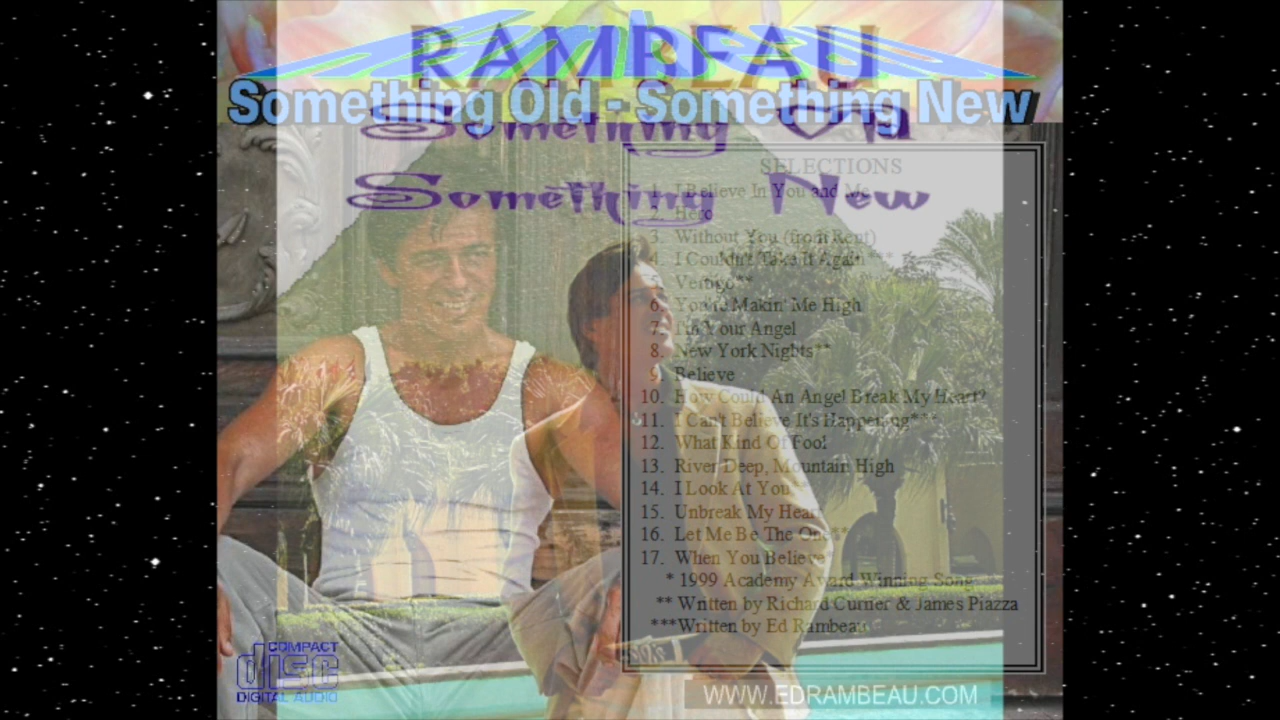 RAMBEAU
Something Old - Something New
Something Old
Something New
SELECTIONS
1. I Believe In You and Me
2. Hero
3. Without You (from Rent)
4. I Couldn't Take It Again***
5. Vertigo**
6. You're Makin' Me High
7. I'm Your Angel
8. New York Nights**
9. Believe
10. How Could An Angel Break My Heart?
11. I Can't Believe It's Happening***
12. What Kind Of Fool
13. River Deep, Mountain High
14. I Look At You**
15. Unbreak My Heart
16. Let Me Be The One**
17. When You Believe
* 1999 Academy Award Winning Song
** Written by Richard Currier & James Piazza
***Written by Ed Rambeau
COMPACT
disc
DIGITAL AUDIO
WWW.EDRAMBEAU.COM